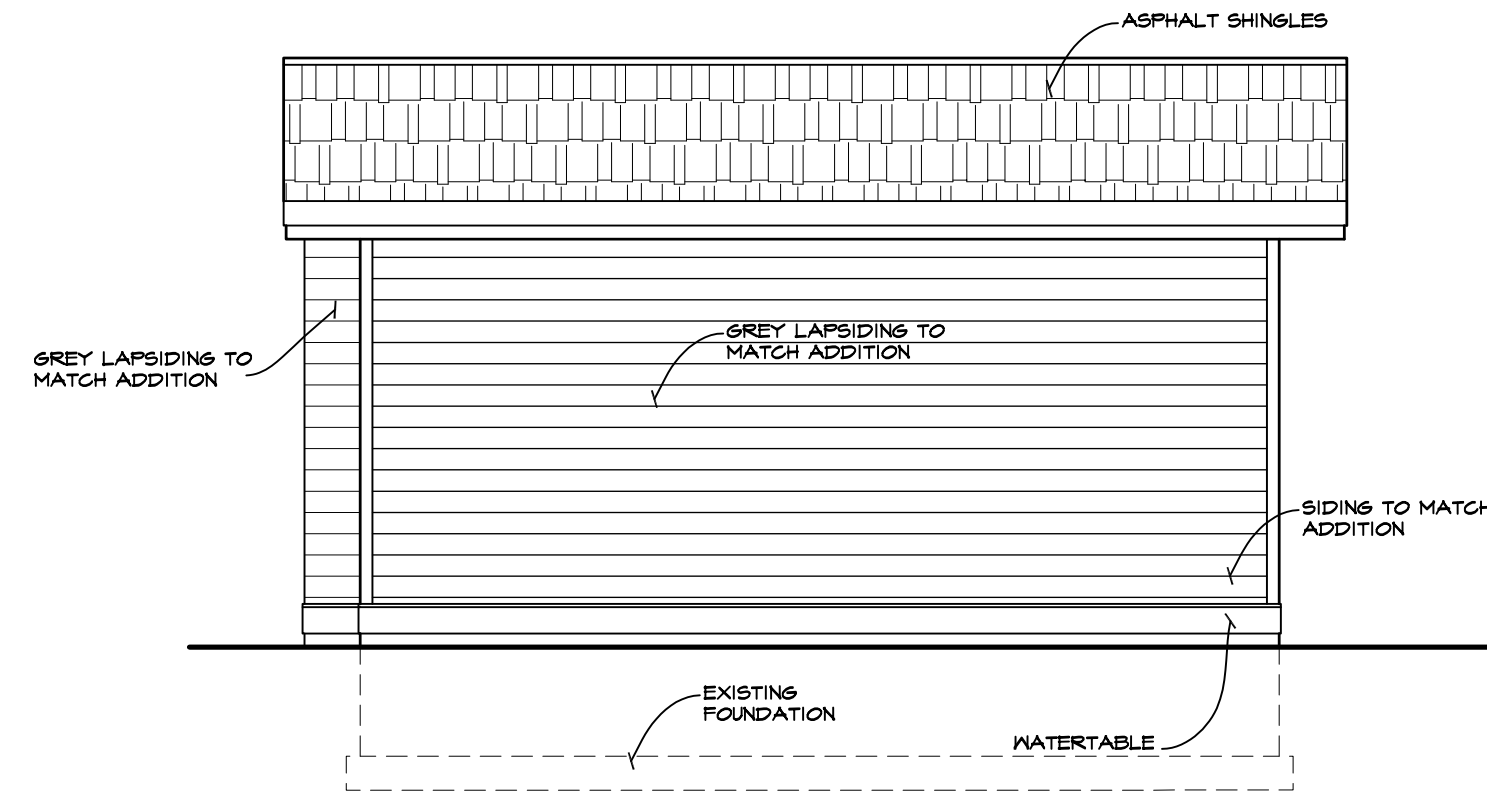 ASPHALT SHINGLES
GREY LAPSIDING TO
MATCH ADDITION
GREY LAPSIDING TO
MATCH ADDITION
SIDING TO MATCH
ADDITION
EXISTING
FOUNDATION
WATERTABLE